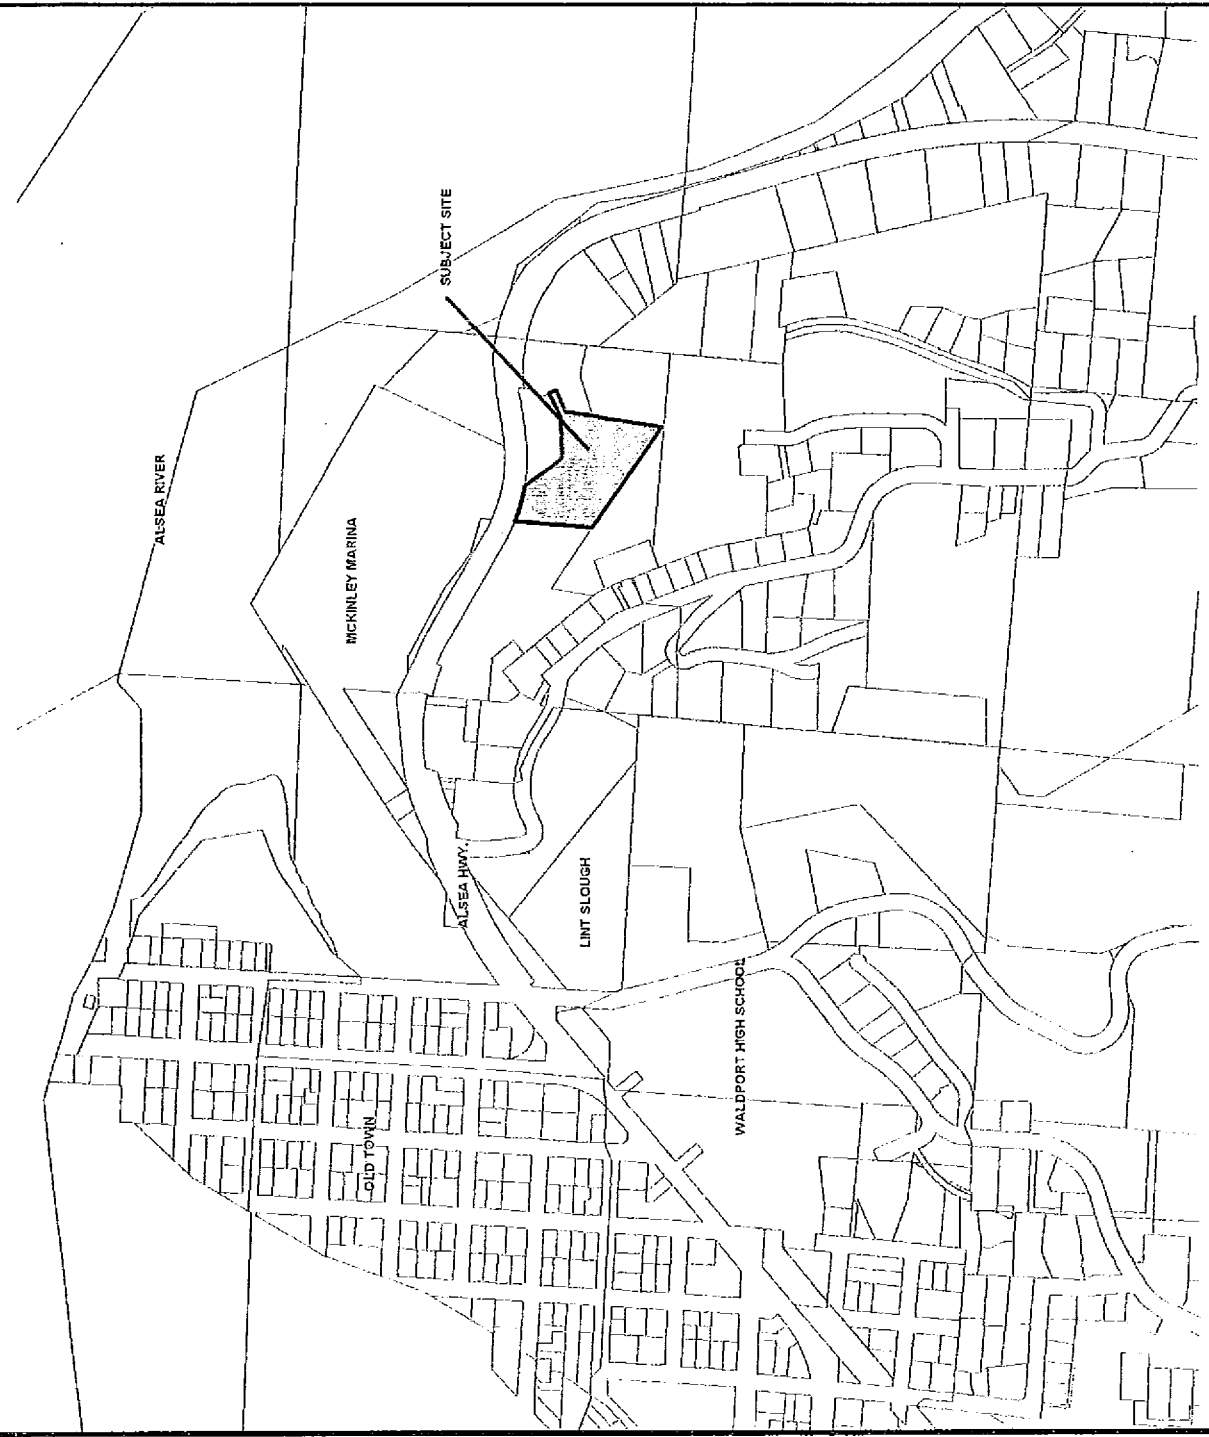 SUBJECT SITE
ALSEA RIVER
MCKINLEY MARINA
ALSEA HWY.
LINT SLOUGH
WALDPORT HIGH SCHOOL
OLD TOWN